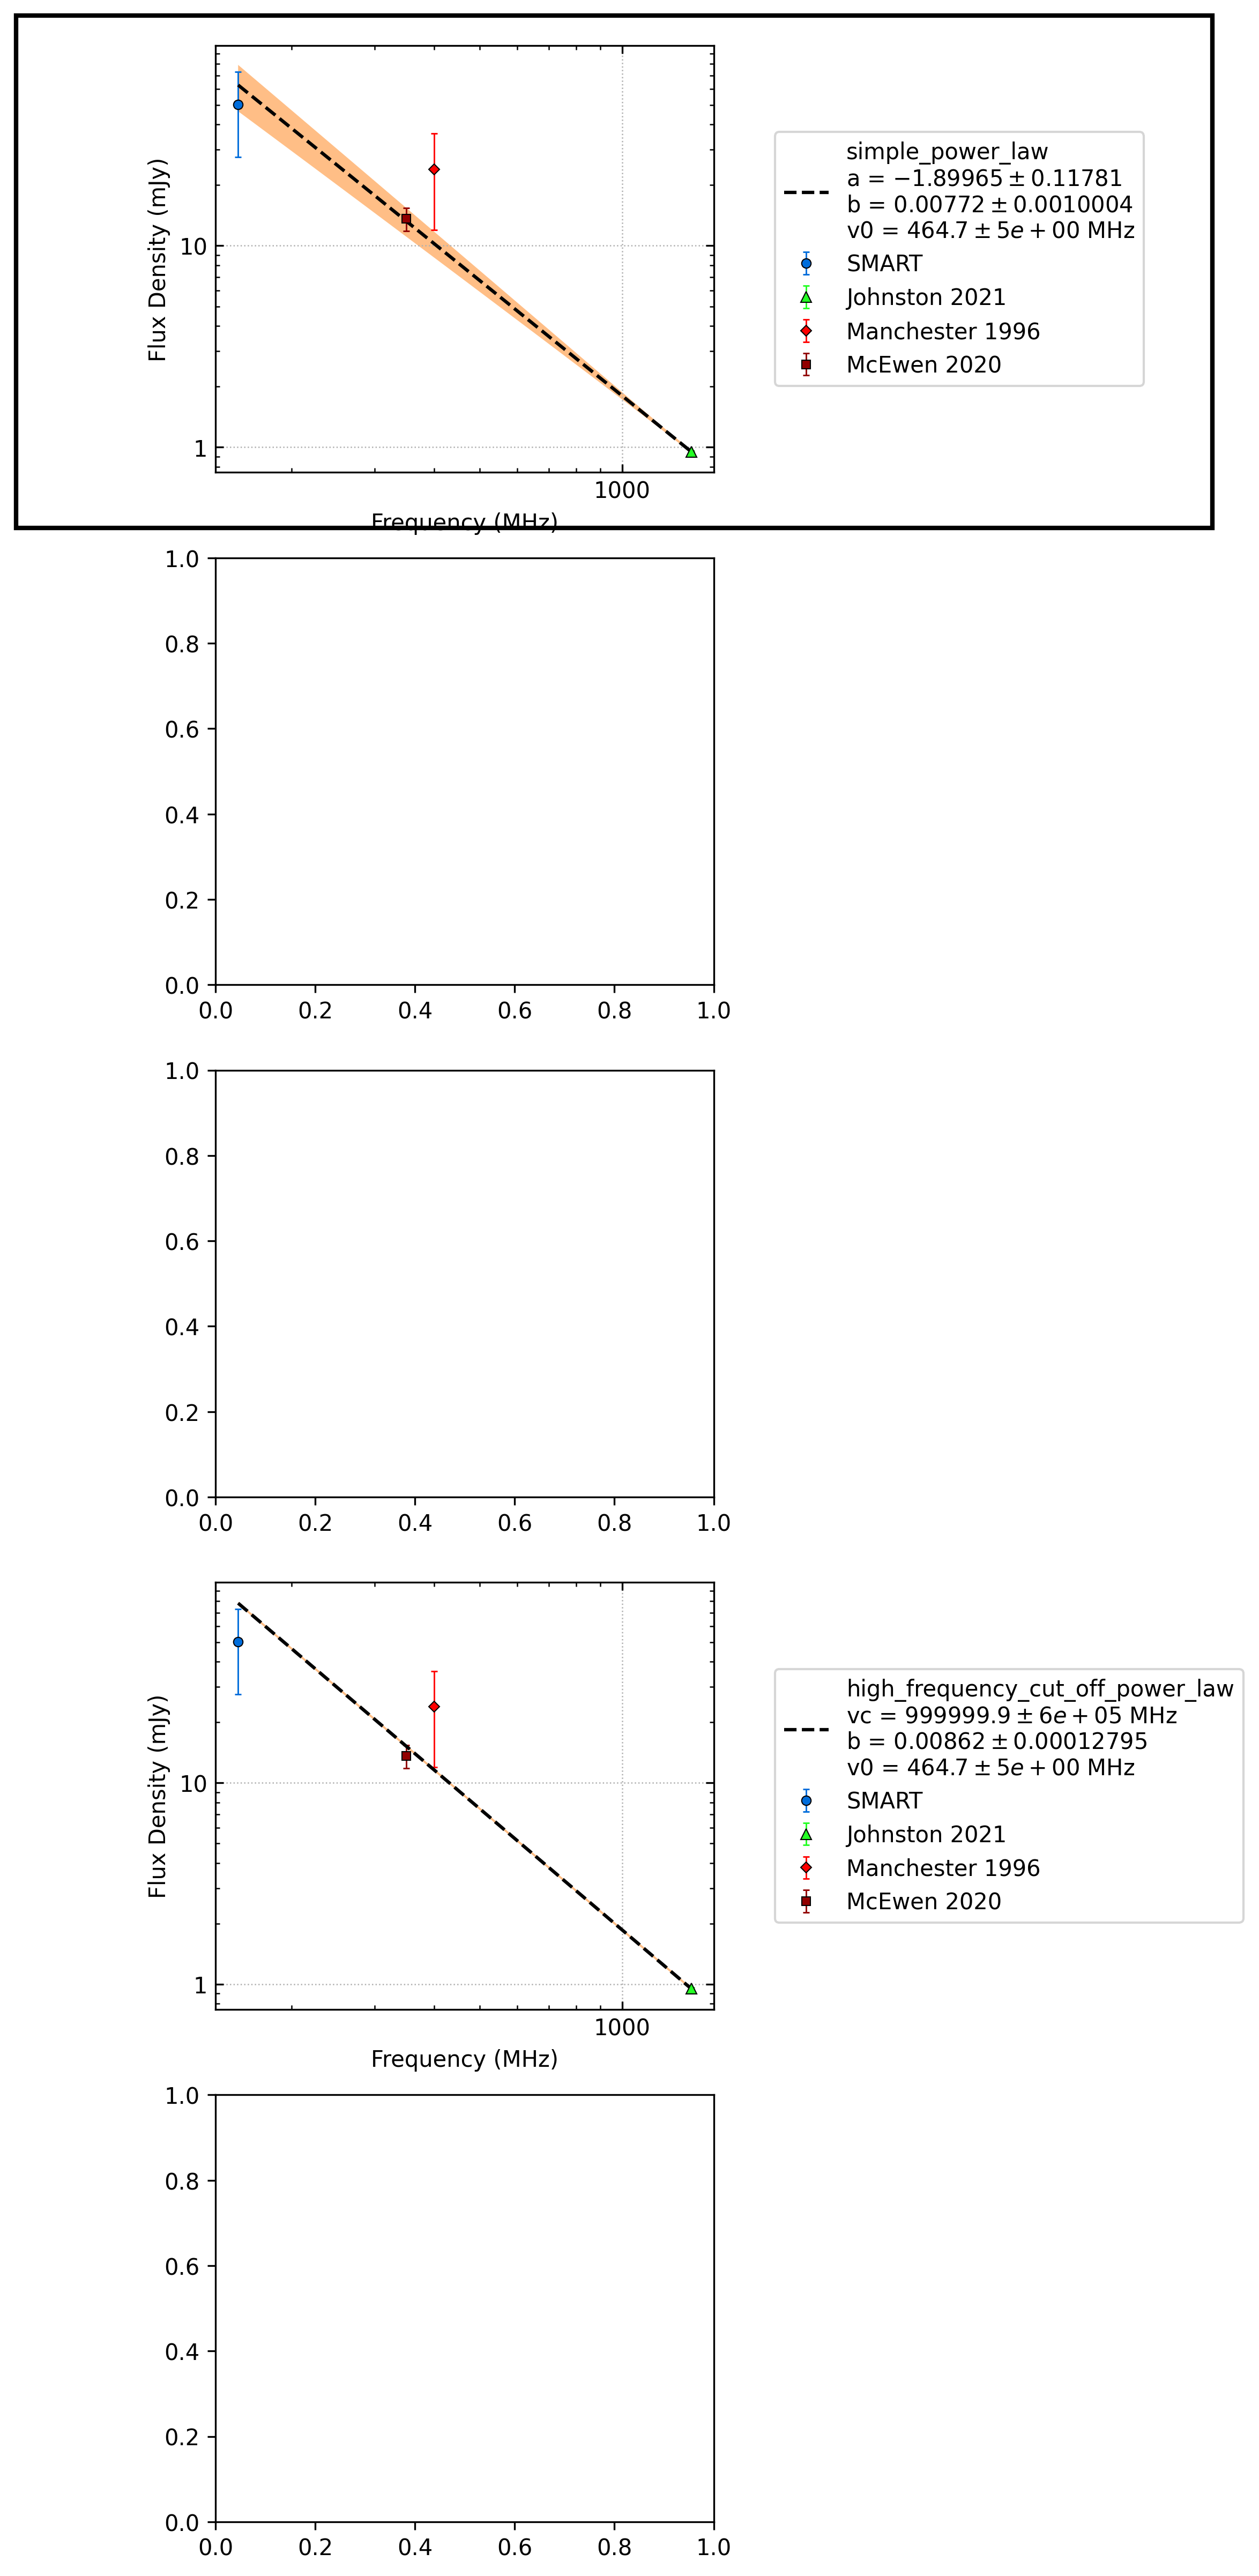 Flux Density (mJy)
10
1
1000
Frequency (MHz)
simple_power_law
a = −1.89965 ± 0.11781
b = 0.00772 ± 0.0010004
v0 = 464.7 ± 5e + 00 MHz
SMART
Johnston 2021
Manchester 1996
McEwen 2020
1.0
0.8
0.6
0.4
0.2
0.0
0.0 0.2 0.4 0.6 0.8 1.0
1.0
0.8
0.6
0.4
0.2
0.0
0.0 0.2 0.4 0.6 0.8 1.0
Flux Density (mJy)
10
1
1000
Frequency (MHz)
high_frequency_cut_off_power_law
vc = 999999.9 ± 6e + 05 MHz
b = 0.00862 ± 0.00012795
v0 = 464.7 ± 5e + 00 MHz
SMART
Johnston 2021
Manchester 1996
McEwen 2020
1.0
0.8
0.6
0.4
0.2
0.0
0.0 0.2 0.4 0.6 0.8 1.0